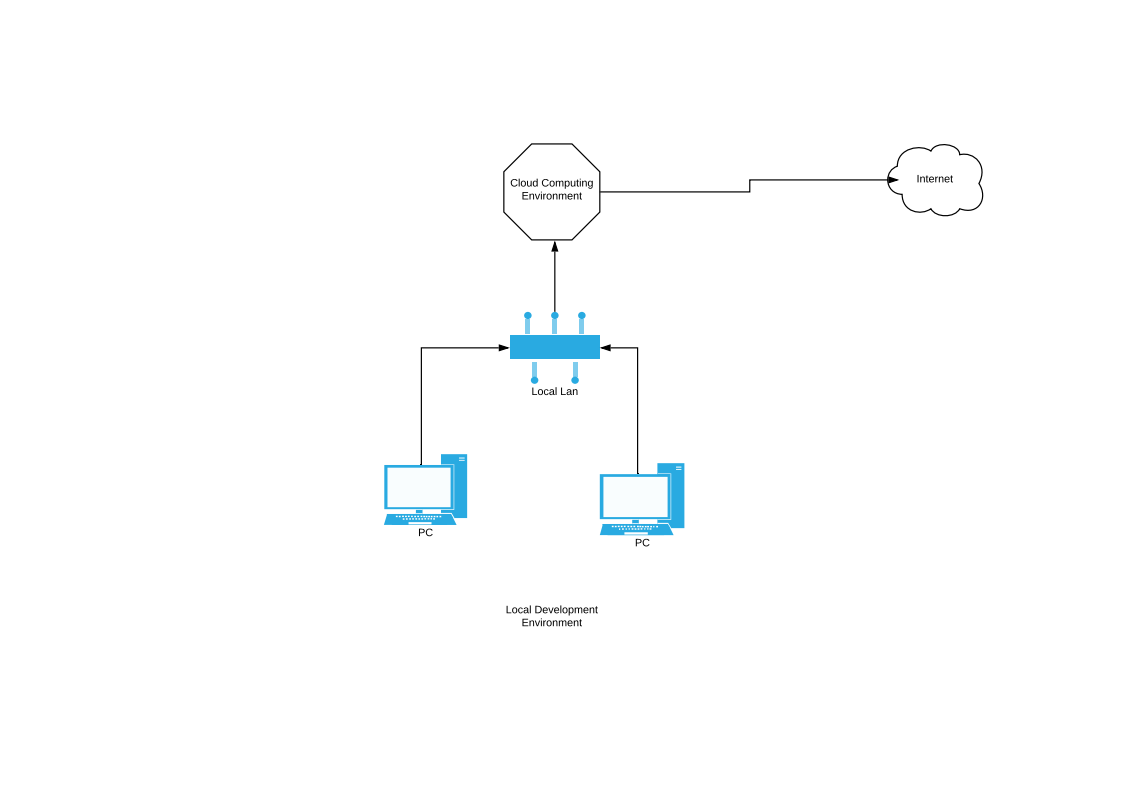 Cloud Computing
Environment
Internet
Local Lan
PC
PC
Local Development
Environment